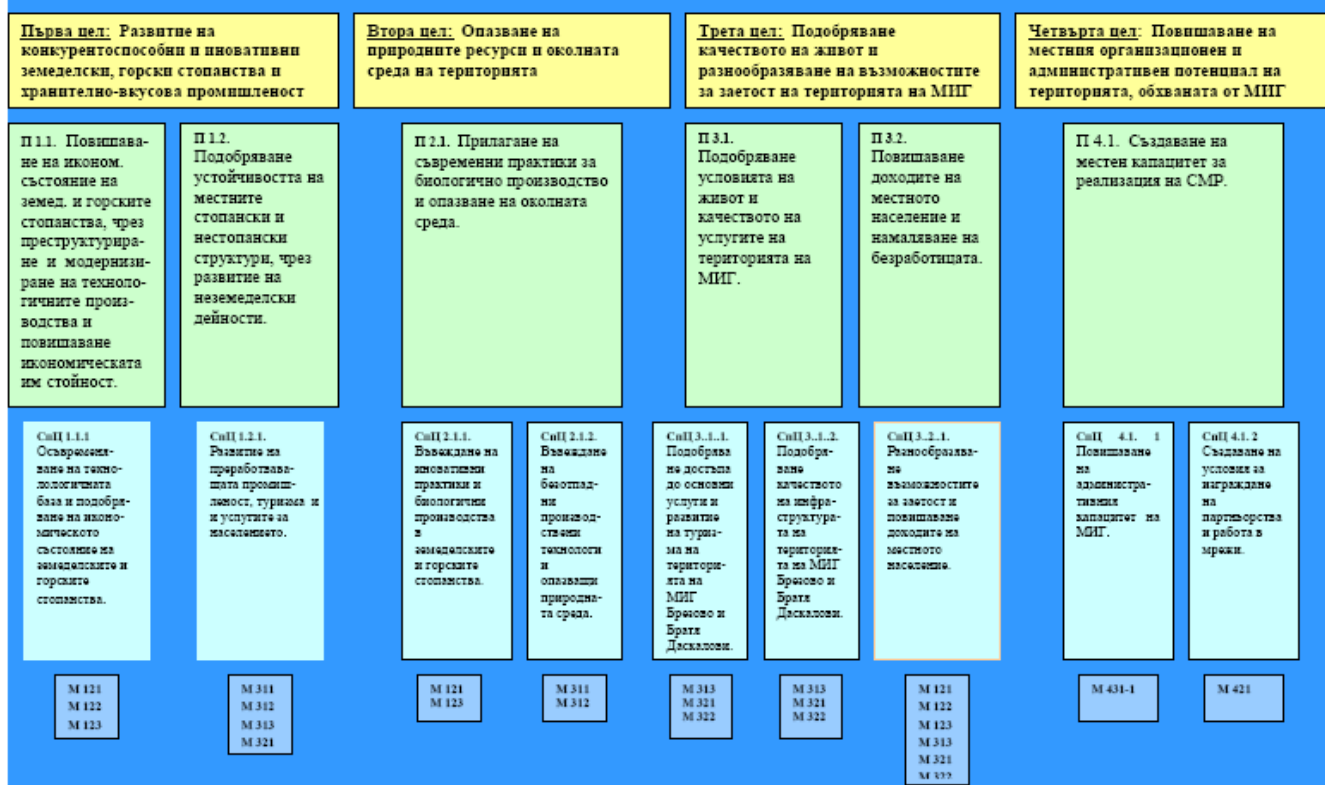 Първа цел: Развитие на
конкурентоспособни и иновативни
земеделски, горски стопанства и
хранително-вкусова промишленост
Втора цел: Опазване на
природните ресурси и околната
среда на територията
Трета цел: Подобряване
качеството на живот и
разнообразяване на възможностите
за заетост на територията на МИГ
Четвърта цел: Повишаване на
местния организационен и
административен потенциал на
територията, обхваната от МИГ
П 1.1. Повишава-
не на иконом.
състояние на
земед. и горските
стопанства, чрез
преструктурира-
не и модернизи-
ране на техноло-
гичните произ-
водства и
повишаване
икономическата
им стойност.
П 1.2.
Подобряване
устойчивостта на
местните
стопански и
нестопански
структури, чрез
развитие на
неземеделски
дейности.
П 2.1. Прилагане на
съвременни практики за
биологично производство
и опазване на околната
среда.
П 3.1.
Подобряване
условията на
живот и
качеството на
услугите на
територията на
МИГ.
П 3.2.
Повишаване
доходите на
местното
население и
намаляване на
безработицата.
П 4.1. Създаване на
местен капацитет за
реализация на СМР.
СпЦ 1.1.1
Осъвременя-
ване на техно-
лологичната
база и подобря-
ване на иконо-
мическото
състояние на
земеделските и
горските
стопанства.
СпЦ 1.2.1.
Развитие на
преработвава-
щата промиш-
леност, туризма и
и услугите за
населението.
СпЦ 2.1.1.
Въвеждане на
иновативни
практики и
биологични
производства
в
земеделските
и горските
стопанства.
СпЦ 2.1.2.
Въвеждане
на
безотпад-
ни
производ-
ствени
технологи
и
опазващи
природна-
та среда.
СпЦ 3..1..1.
Подобрява
не достъпа
до основни
услуги и
развитие
на туриз-
ма на
територи-
ята на
МИГ
Брезово и
Братя
Даскалови.
СпЦ 3..1..2.
Подобря-
ване
качеството
на инфра-
структура-
та на
територия-
та на МИГ
Брезово и
Братя
Даскалови.
СпЦ 3..2..1.
Разнообразява-
не
възможностите
за заетост и
повишаване
доходите на
местното
население.
СпЦ 4.1. 1
Повишаване
на
администра-
тивния
капацитет на
МИГ.
СпЦ 4.1. 2
Създаване на
условия за
изграждане
на
партньорства
и работа в
мрежи.
М 121
М 122
М 123
М 311
М 312
М 313
М 321
М 121
М 123
М 311
М 312
М 313
М 321
М 322
М 313
М 321
М 322
М 121
М 122
М 123
М 313
М 321
М 322
М 431-1
М 421